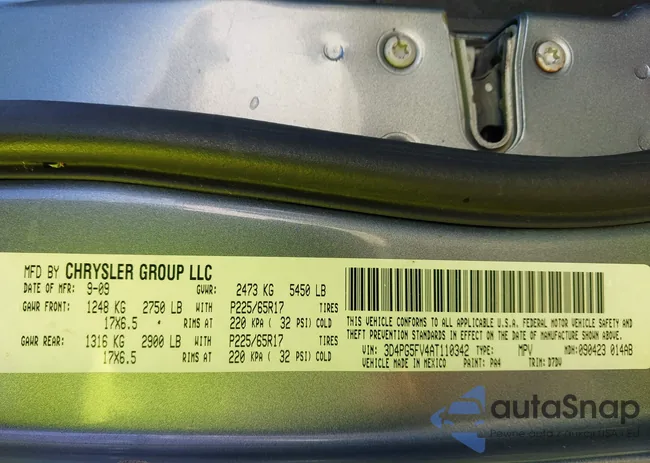 MFD BY CHRYSLER GROUP LLC
DATE OF MFR: 9-09 GVWR: 2473 KG 5450 LB
GAWR FRONT: 1248 KG 2750 LB WITH P225/65R17 TIRES
17X6.5 RIMS AT 220 KPA ( 32 PSI) COLD
GAWR REAR: 1316 KG 2900 LB WITH P225/65R17 TIRES
17X6.5 RIMS AT 220 KPA ( 32 PSI) COLD
THIS VEHICLE CONFORMS TO ALL APPLICABLE U.S.A. FEDERAL MOTOR VEHICLE SAFETY AND
THEFT PREVENTION STANDARDS IN EFFECT ON THE DATE OF MANUFACTURE SHOWN ABOVE.
VIN: 3D4PG5FV4AT110342 TYPE: MPV MDH: 090423 014AB
VEHICLE MADE IN MEXICO PAINT: PA4 TRIM: D7DV
autaSnap